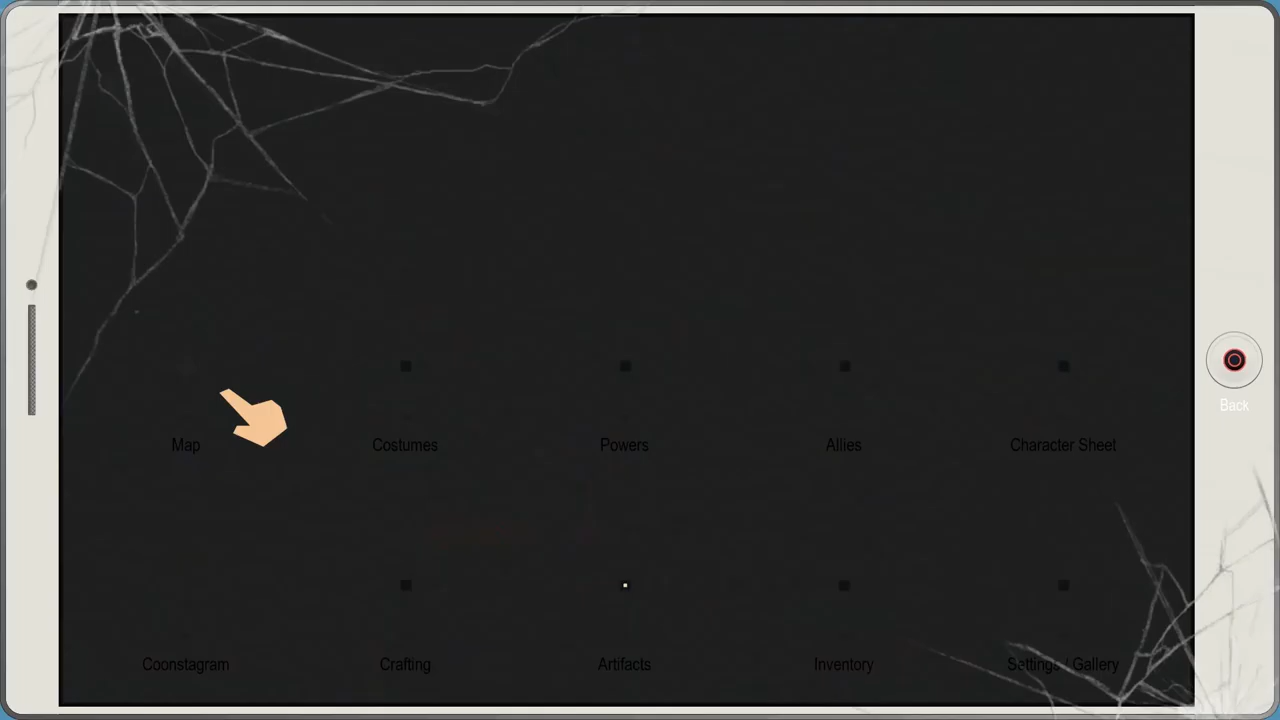 Back
Map
Costumes
Powers
Allies
Character Sheet
Coonstagram
Crafting
Artifacts
Inventory
Settings / Gallery